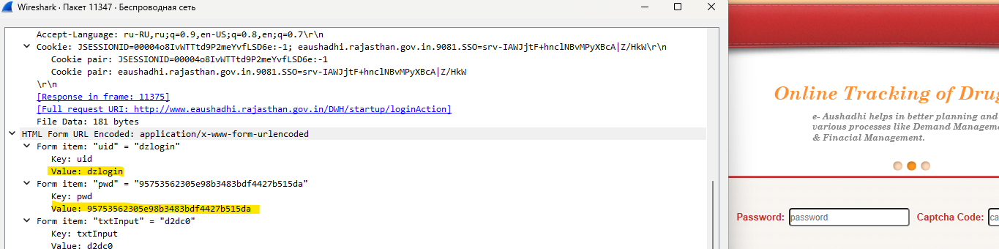 Wireshark · Пакет 11347 · Беспроводная сеть
Accept-Language: ru-RU,ru;q=0.9,en-US;q=0.8,en;q=0.7\r\n
Cookie: JSESSIONID=00004o8IvWTTtd9P2meYvfLSD6e:-1; eaushadhi.rajasthan.gov.in.9081.SSO=srv-IAWJjtF+hnclNBvMPyXBcA|Z/HkW\r\n
Cookie pair: JSESSIONID=00004o8IvWTTtd9P2meYvfLSD6e:-1
Cookie pair: eaushadhi.rajasthan.gov.in.9081.SSO=srv-IAWJjtF+hnclNBvMPyXBcA|Z/HkW
\r\n
[Response in frame: 11375]
[Full request URI: http://www.eaushadhi.rajasthan.gov.in/DWH/startup/loginAction]
File Data: 181 bytes
HTML Form URL Encoded: application/x-www-form-urlencoded
Form item: "uid" = "dzlogin"
Key: uid
Value: dzlogin
Form item: "pwd" = "95753562305e98b3483bdf4427b515da"
Key: pwd
Value: 95753562305e98b3483bdf4427b515da
Form item: "txtInput" = "d2dc0"
Key: txtInput
Value: d2dc0
Online Tracking of Drug
e- Aushadhi helps in better planning and
various processes like Demand Manageme
& Finacial Management.
Password: password Captcha Code: ca